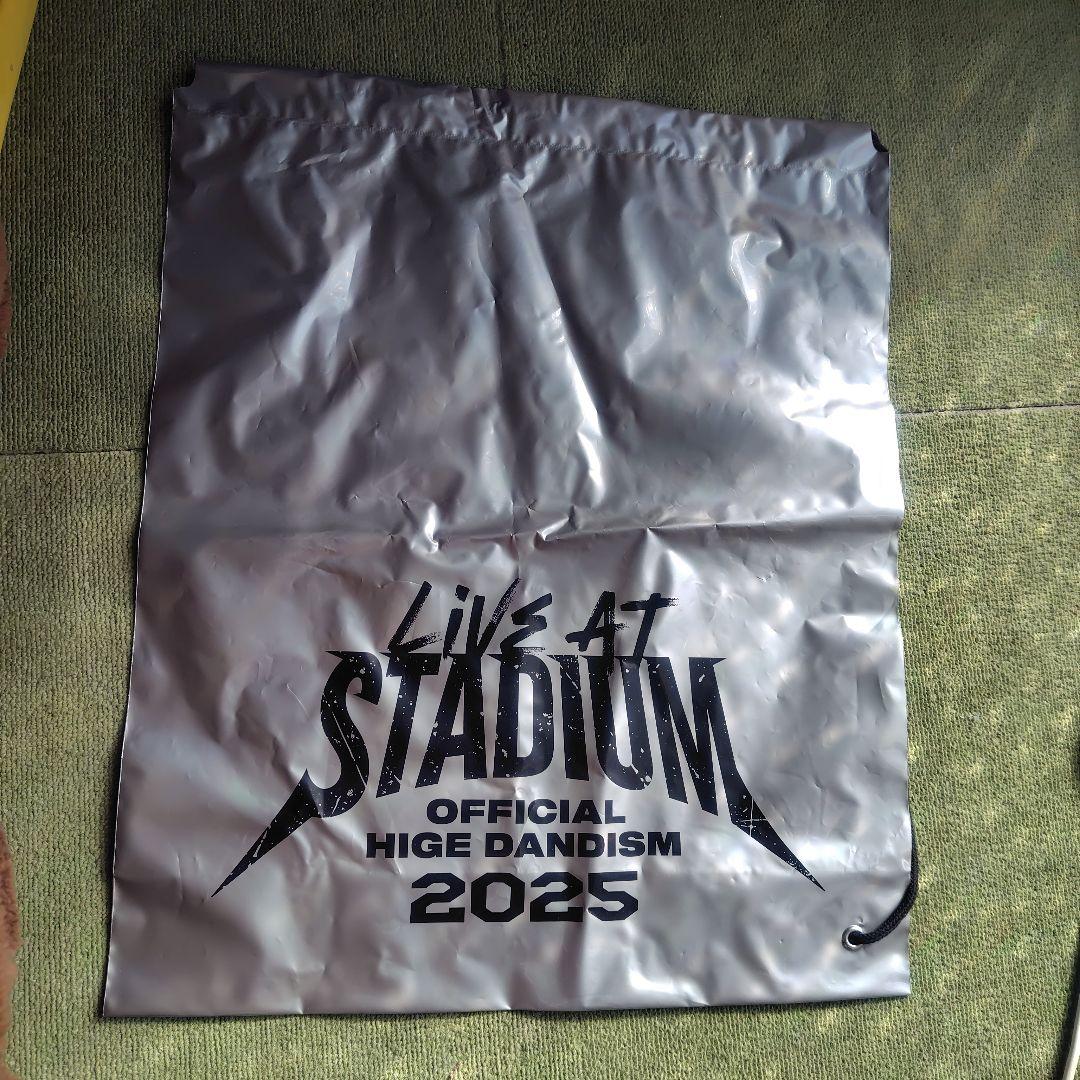 LiVE AT
STADIUM
OFFICIAL
HIGE DANDISM
2025